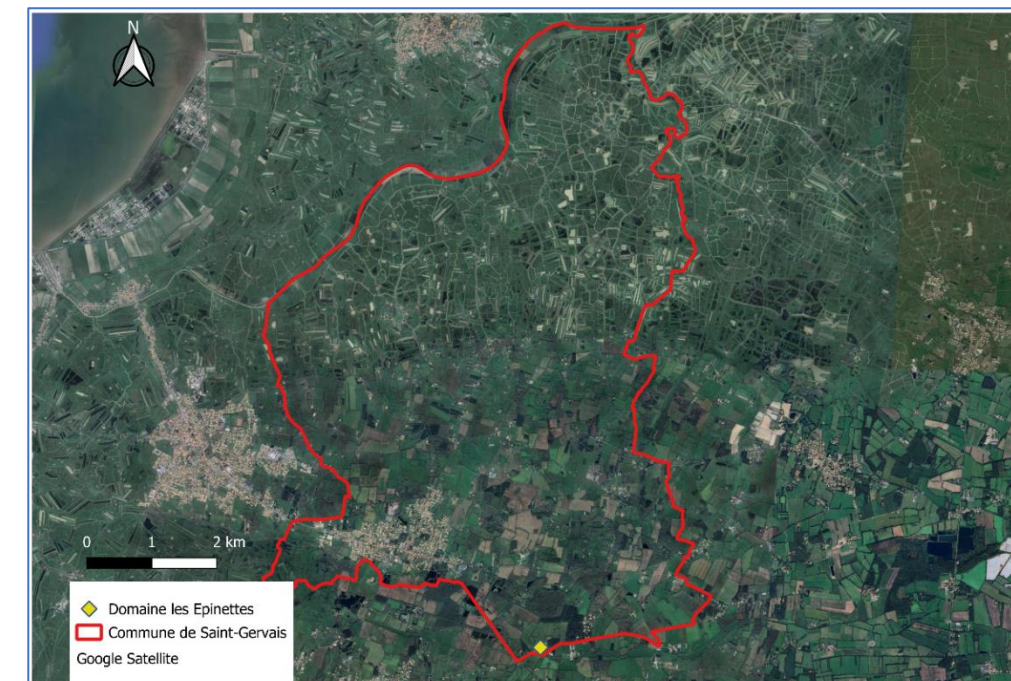 N
0 1 2 km
Domaine les Epinettes
Commune de Saint-Gervais
Google Satellite